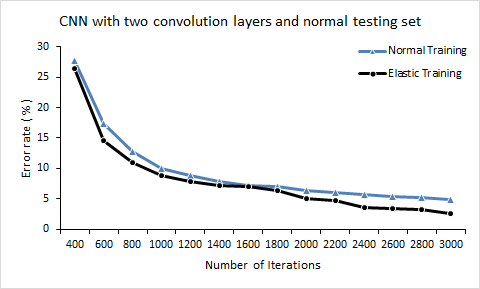 CNN with two convolution layers and normal testing set
Normal Training
Elastic Training
Error rate ( % )
30
25
20
15
10
5
0
400 600 800 1000 1200 1400 1600 1800 2000 2200 2400 2600 2800 3000
Number of Iterations